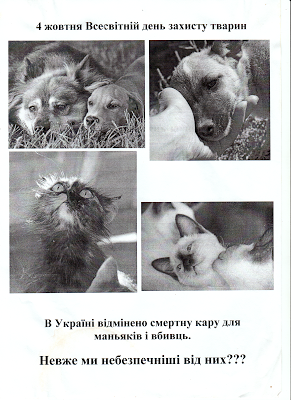 4 жовтня Всесвітній день захисту тварин
В Україні відмінено смертну кару для
маньяків і вбивць.
Невже ми небезпечніші від них???